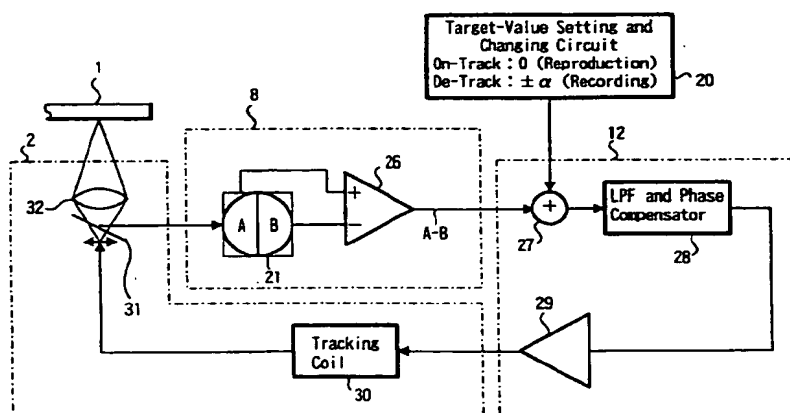 Target-Value Setting and
Changing Circuit
On-Track : 0 (Reproduction)
De-Track : ± α (Recording)
20
1
2
8
12
26
32
A
B
+
−
A-B
+
27
LPF and Phase
Compensator
28
21
31
29
Tracking
Coil
30